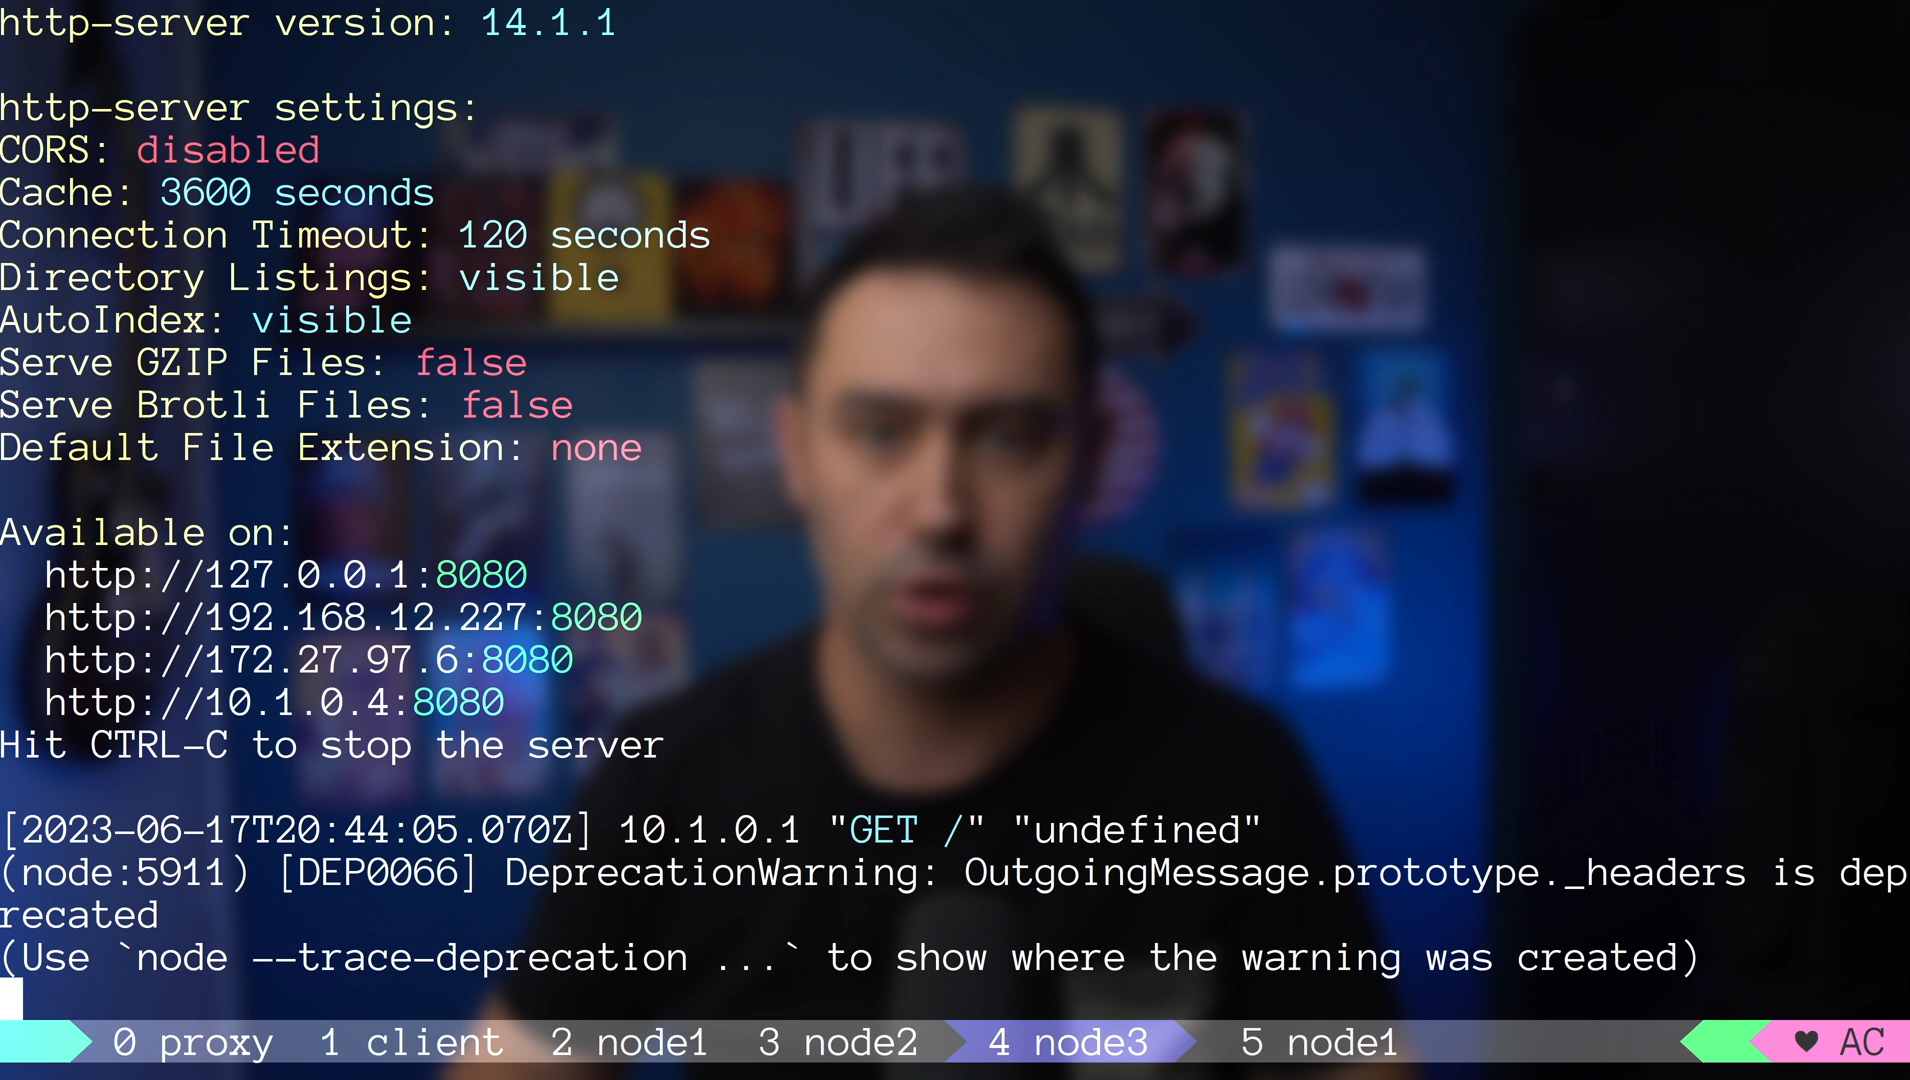 http-server version: 14.1.1
http-server settings:
CORS: disabled
Cache: 3600 seconds
Connection Timeout: 120 seconds
Directory Listings: visible
AutoIndex: visible
Serve GZIP Files: false
Serve Brotli Files: false
Default File Extension: none
Available on:
http://127.0.0.1:8080
http://192.168.12.227:8080
http://172.27.97.6:8080
http://10.1.0.4:8080
Hit CTRL-C to stop the server
[2023-06-17T20:44:05.070Z] 10.1.0.1 "GET /" "undefined"
(node:5911) [DEP0066] DeprecationWarning: OutgoingMessage.prototype._headers is dep
recated
(Use `node --trace-deprecation ...` to show where the warning was created)
0 proxy 1 client 2 node1 3 node2 4 node3 5 node1 ♥ AC